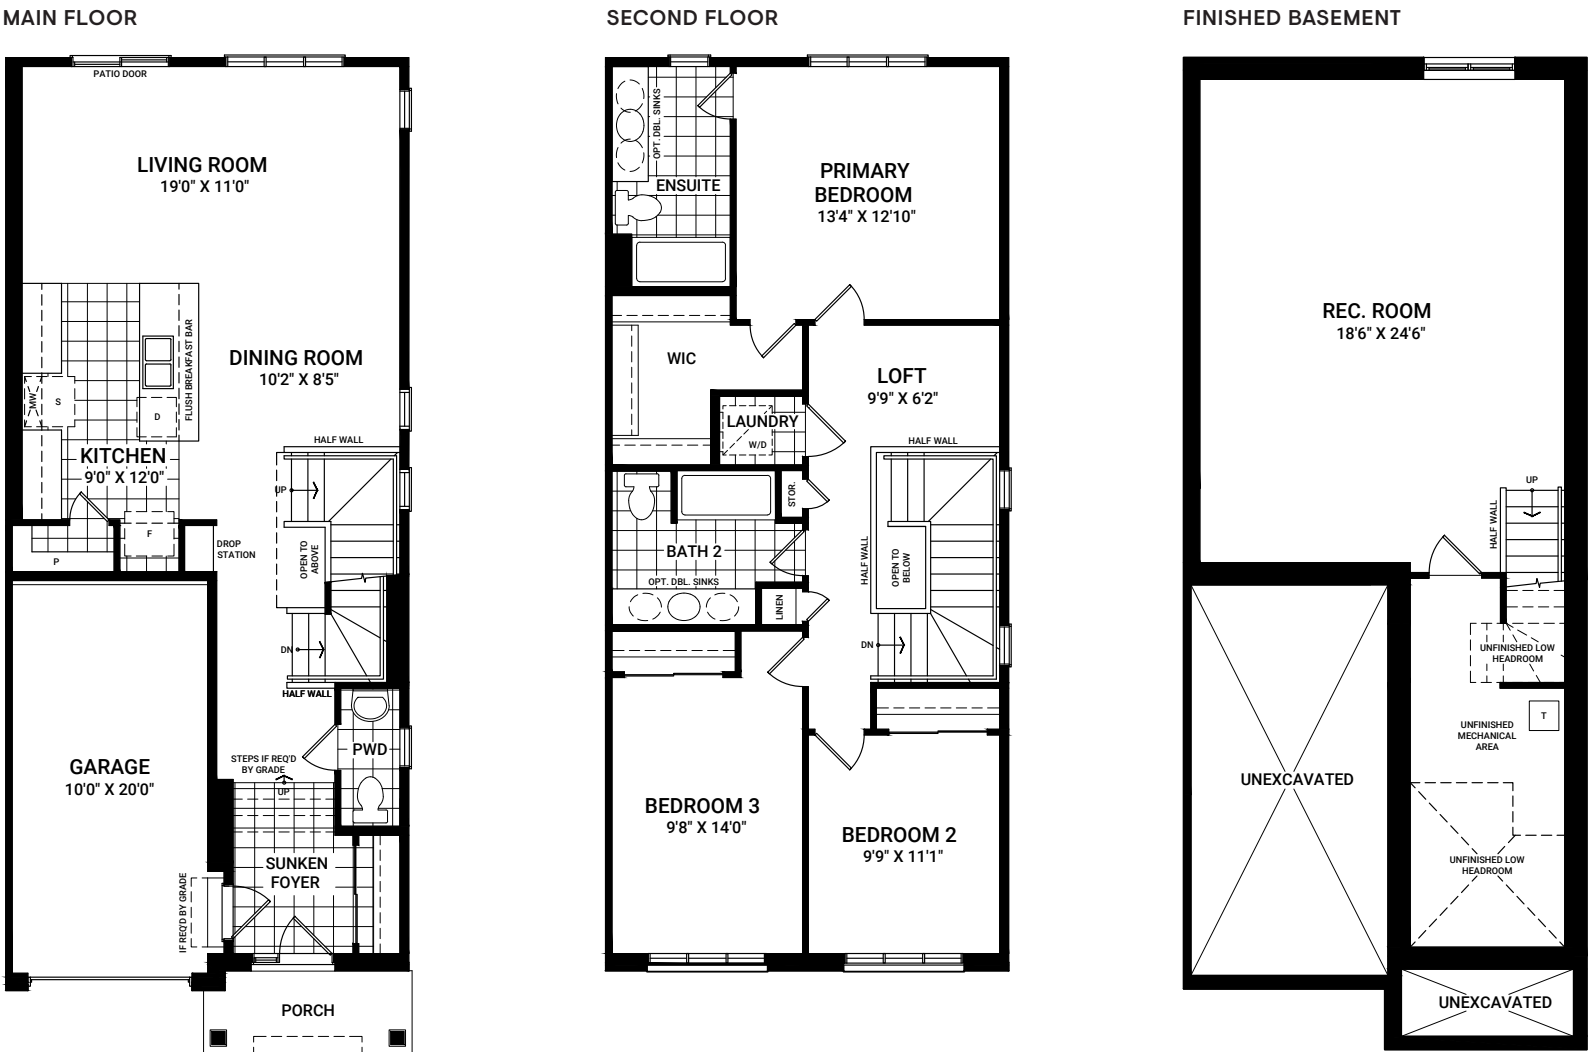 MAIN FLOOR
PATIO DOOR
LIVING ROOM
19'0" X 11'0"
FLUSH BREAKFAST BAR
DINING ROOM
10'2" X 8'5"
MW
S
D
KITCHEN
9'0" X 12'0"
HALF WALL
UP
F
P
DROP
STATION
OPEN TO
ABOVE
DN
HALF WALL
GARAGE
10'0" X 20'0"
STEPS IF REQ'D
BY GRADE
UP
PWD
SUNKEN
FOYER
IF REQ'D BY GRADE
PORCH
SECOND FLOOR
OPT. DBL. SINKS
ENSUITE
PRIMARY
BEDROOM
13'4" X 12'10"
WIC
LOFT
9'9" X 6'2"
LAUNDRY
W/D
HALF WALL
STOR.
BATH 2
OPT. DBL. SINKS
HALF WALL
OPEN TO
BELOW
LINEN
DN
BEDROOM 3
9'8" X 14'0"
BEDROOM 2
9'9" X 11'1"
FINISHED BASEMENT
REC. ROOM
18'6" X 24'6"
UP
HALF WALL
UNFINISHED LOW
HEADROOM
T
UNFINISHED
MECHANICAL
AREA
UNEXCAVATED
UNFINISHED LOW
HEADROOM
UNEXCAVATED